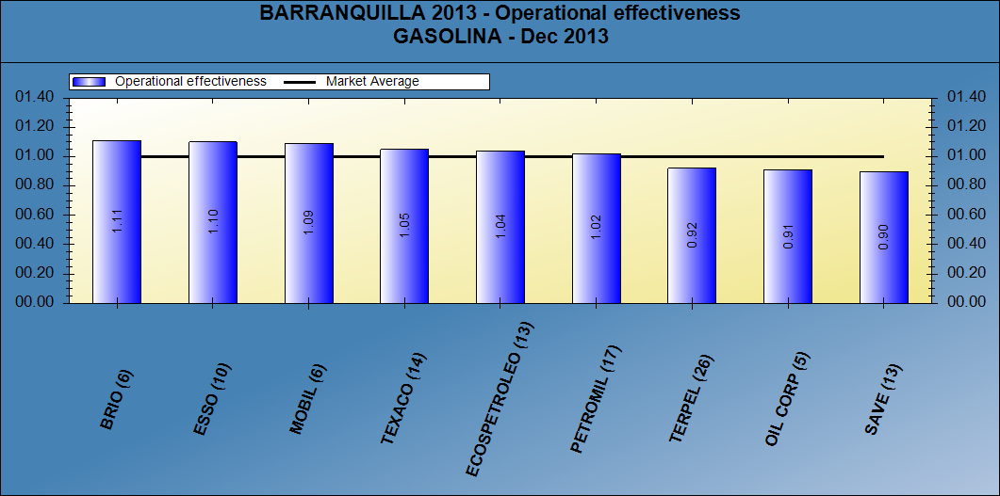 BARRANQUILLA 2013 - Operational effectiveness
GASOLINA - Dec 2013
Operational effectiveness Market Average
01.40 01.40
01.20 01.20
01.00 01.00
00.80 00.80
00.60 00.60
00.40 00.40
00.20 00.20
00.00 00.00
1.11 1.10 1.09 1.05 1.04 1.02 0.92 0.91 0.90
BRIO (6)
ESSO (10)
MOBIL (6)
TEXACO (14)
ECOSPETROLEO (13)
PETROMIL (17)
TERPEL (26)
OIL CORP (5)
SAVE (13)